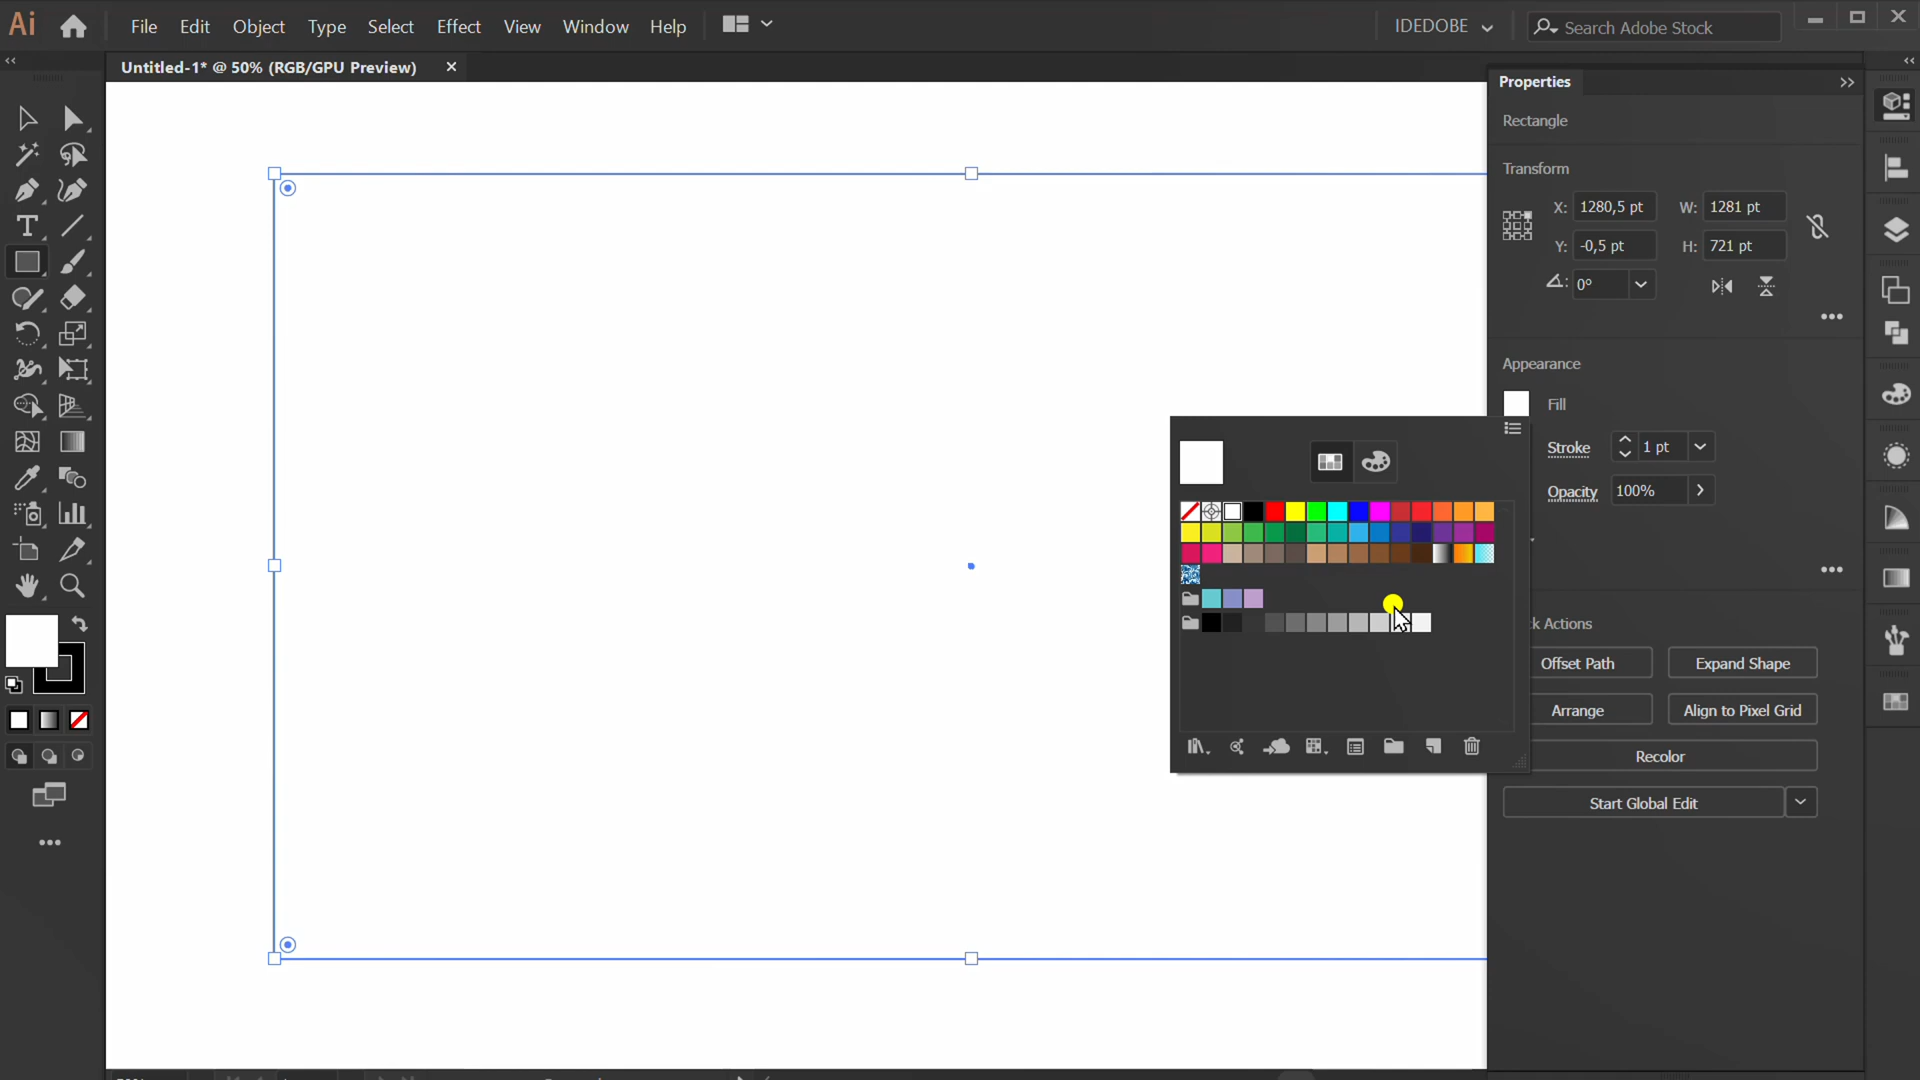 Ai File Edit Object Type Select Effect View Window Help IDEDOBE Search Adobe Stock
Untitled-1* @ 50% (RGB/GPU Preview)
Properties
Rectangle
Transform
X: 1280,5 pt W: 1281 pt
Y: -0,5 pt H: 721 pt
0°
Appearance
Fill
Stroke 1 pt
Opacity 100%
k Actions
Offset Path Expand Shape
Arrange Align to Pixel Grid
Recolor
Start Global Edit